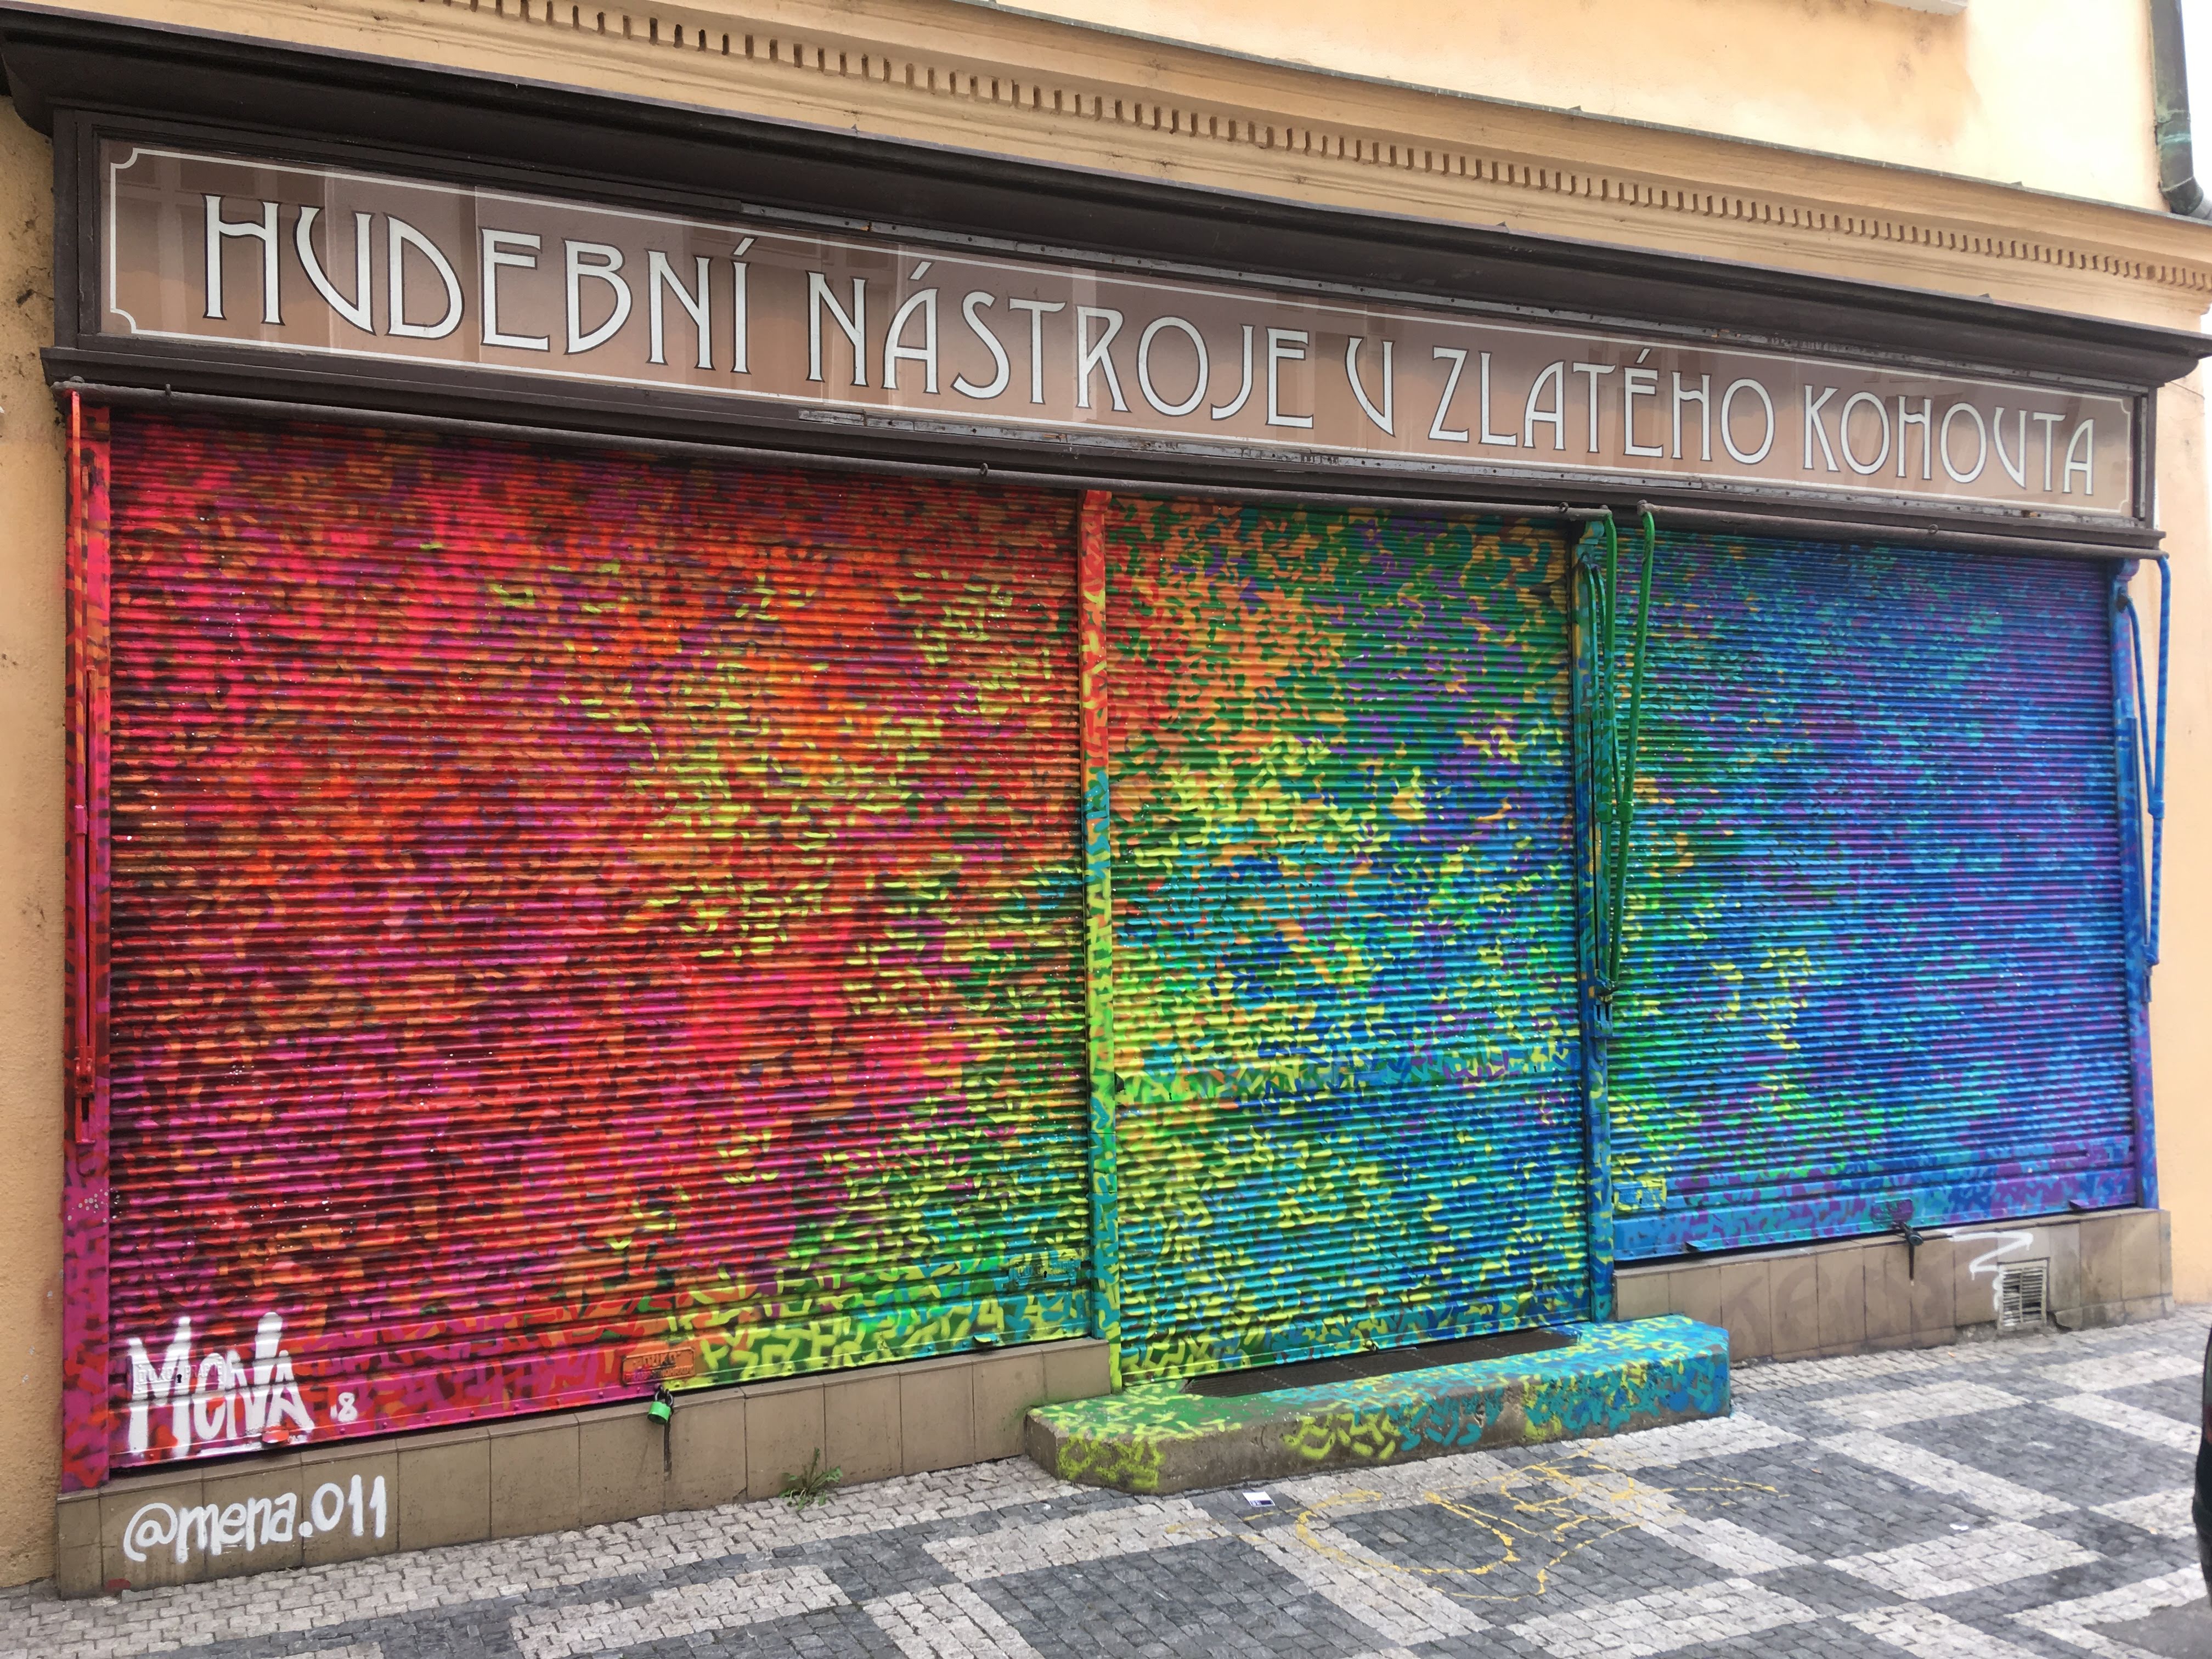 HUDEBNÍ NÁSTROJE U ZLATÉHO KOHOUTA
MENA
.8
@mena.011